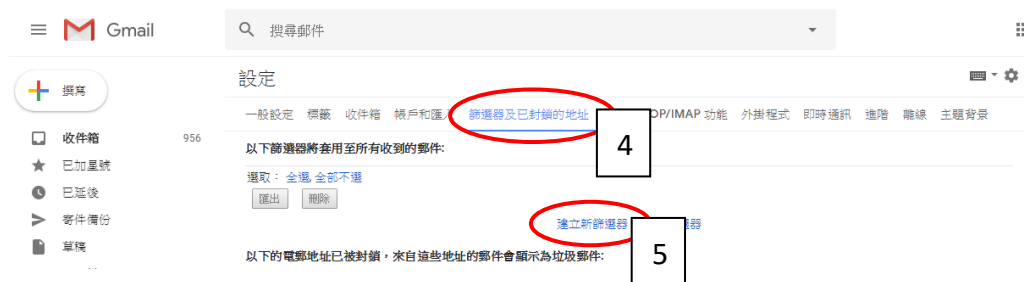 Gmail
搜尋郵件
設定
撰寫
一般設定 標籤 收件箱 帳戶和匯入 篩選器及已封鎖的地址 OP/IMAP 功能 外掛程式 即時通訊 進階 離線 主題背景
4
收件箱 956
以下篩選器將套用至所有收到的郵件:
已加星號
選取： 全選, 全部不選
已延後
匯出 刪除
寄件備份
建立新篩選器 器
草稿
以下的電郵地址已被封鎖，來自這些地址的郵件會顯示為垃圾郵件:
5